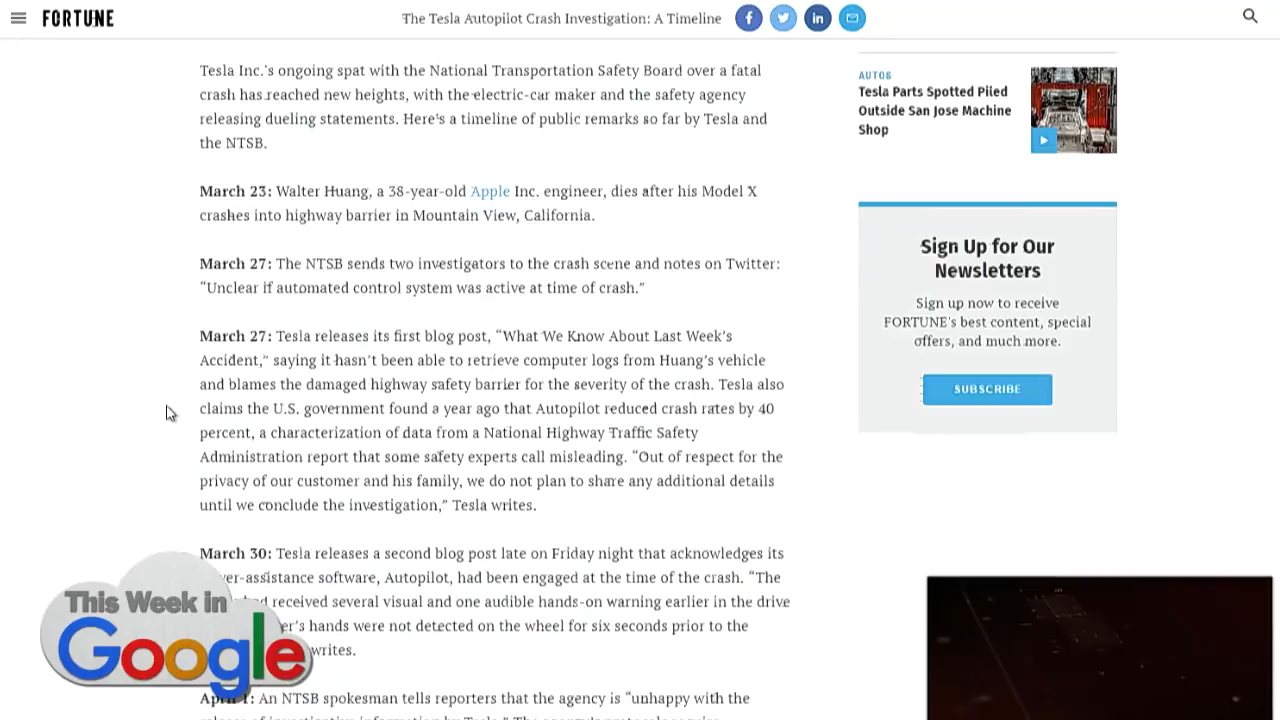 FORTUNE
The Tesla Autopilot Crash Investigation: A Timeline
Tesla Inc.'s ongoing spat with the National Transportation Safety Board over a fatal
crash has reached new heights, with the electric-car maker and the safety agency
releasing dueling statements. Here's a timeline of public remarks so far by Tesla and
the NTSB.
March 23: Walter Huang, a 38-year-old Apple Inc. engineer, dies after his Model X
crashes into highway barrier in Mountain View, California.
March 27: The NTSB sends two investigators to the crash scene and notes on Twitter:
“Unclear if automated control system was active at time of crash.”
March 27: Tesla releases its first blog post, “What We Know About Last Week's
Accident,” saying it hasn't been able to retrieve computer logs from Huang's vehicle
and blames the damaged highway safety barrier for the severity of the crash. Tesla also
claims the U.S. government found a year ago that Autopilot reduced crash rates by 40
percent, a characterization of data from a National Highway Traffic Safety
Administration report that some safety experts call misleading. “Out of respect for the
privacy of our customer and his family, we do not plan to share any additional details
until we conclude the investigation,” Tesla writes.
March 30: Tesla releases a second blog post late on Friday night that acknowledges its
er-assistance software, Autopilot, had been engaged at the time of the crash. “The
received several visual and one audible hands-on warning earlier in the drive
er's hands were not detected on the wheel for six seconds prior to the
writes.
April 1: An NTSB spokesman tells reporters that the agency is “unhappy with the
AUTOS
Tesla Parts Spotted Piled
Outside San Jose Machine
Shop
Sign Up for Our
Newsletters
Sign up now to receive
FORTUNE's best content, special
offers, and much more.
SUBSCRIBE
This Week in
Google